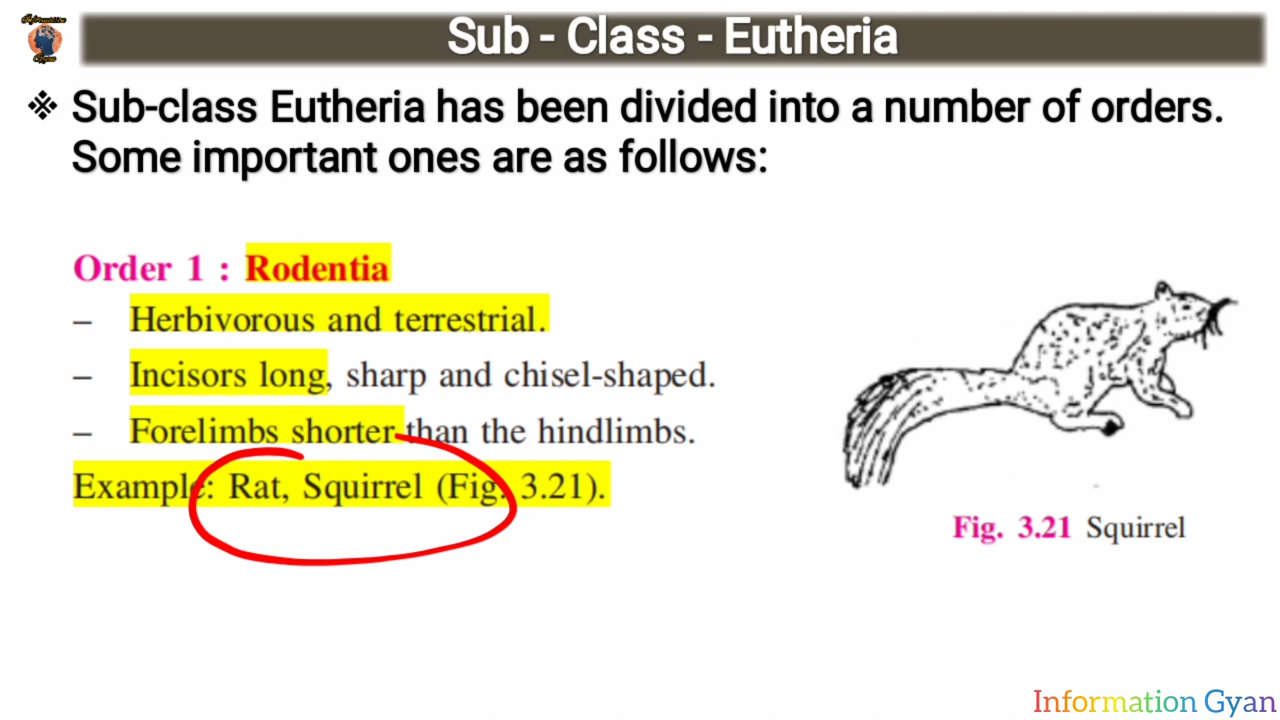 Information
Gyan
Sub - Class - Eutheria
❖ Sub-class Eutheria has been divided into a number of orders.
Some important ones are as follows:
Order 1 : Rodentia
– Herbivorous and terrestrial.
– Incisors long, sharp and chisel-shaped.
– Forelimbs shorter than the hindlimbs.
Example: Rat, Squirrel (Fig. 3.21).
Fig. 3.21 Squirrel
Information Gyan